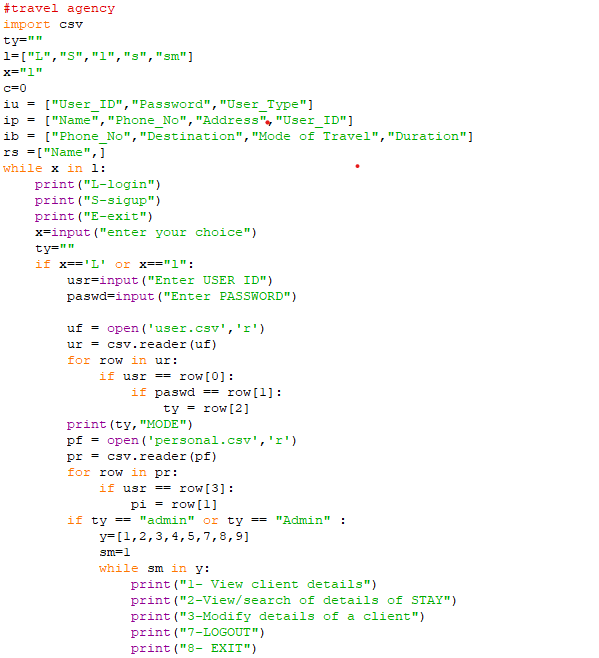 #travel agency
import csv
ty=""
l=["L","S","l","s","sm"]
x="l"
c=0
iu = ["User_ID","Password","User_Type"]
ip = ["Name","Phone_No","Address","User_ID"]
ib = ["Phone_No","Destination","Mode of Travel","Duration"]
rs =["Name",]
while x in l:
    print("L-login")
    print("S-sigup")
    print("E-exit")
    x=input("enter your choice")
    ty=""
    if x=='L' or x=="l":
        usr=input("Enter USER ID")
        paswd=input("Enter PASSWORD")

        uf = open('user.csv','r')
        ur = csv.reader(uf)
        for row in ur:
            if usr == row[0]:
                if paswd == row[1]:
                    ty = row[2]
        print(ty,"MODE")
        pf = open('personal.csv','r')
        pr = csv.reader(pf)
        for row in pr:
            if usr == row[3]:
                pi = row[1]
        if ty == "admin" or ty == "Admin" :
            y=[1,2,3,4,5,7,8,9]
            sm=1
            while sm in y:
                print("1- View client details")
                print("2-View/search of details of STAY")
                print("3-Modify details of a client")
                print("7-LOGOUT")
                print("8- EXIT")